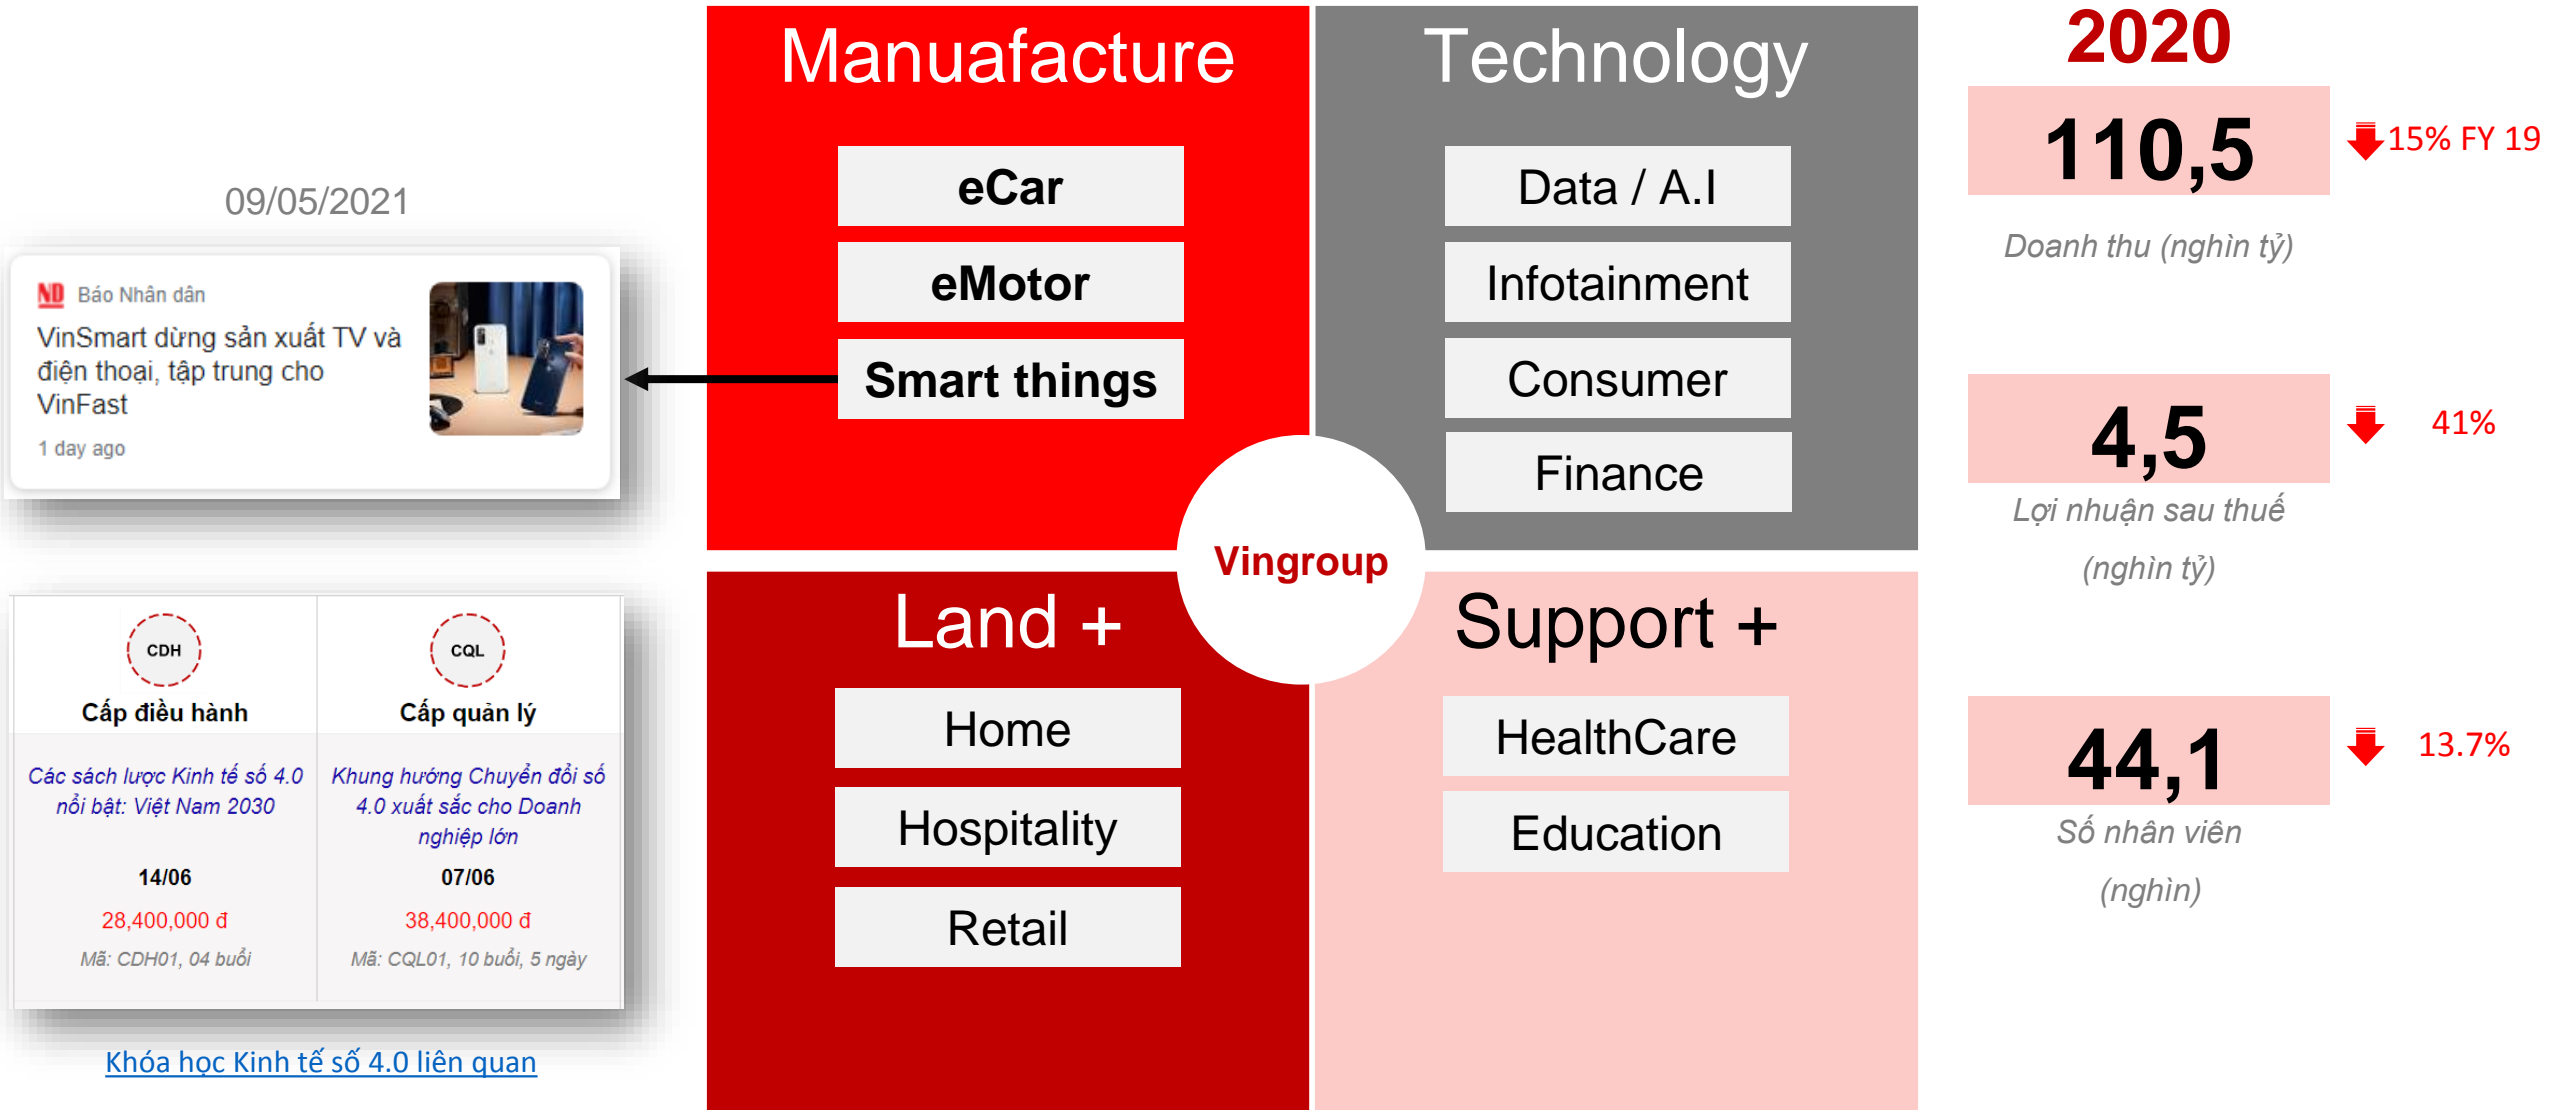 09/05/2021
Báo Nhân dân
VinSmart dừng sản xuất TV và
điện thoại, tập trung cho
VinFast
1 day ago
CDH
Cấp điều hành
Các sách lược Kinh tế số 4.0
nổi bật: Việt Nam 2030
14/06
28,400,000 đ
Mã: CDH01, 04 buổi
CQL
Cấp quản lý
Khung hướng Chuyển đổi số
4.0 xuất sắc cho Doanh
nghiệp lớn
07/06
38,400,000 đ
Mã: CQL01, 10 buổi, 5 ngày
Khóa học Kinh tế số 4.0 liên quan
Manuafacture
eCar
eMotor
Smart things
Technology
Data / A.I
Infotainment
Consumer
Finance
Vingroup
Land +
Home
Hospitality
Retail
Support +
HealthCare
Education
2020
110,5
15% FY 19
Doanh thu (nghìn tỷ)
4,5
41%
Lợi nhuận sau thuế
(nghìn tỷ)
44,1
13.7%
Số nhân viên
(nghìn)